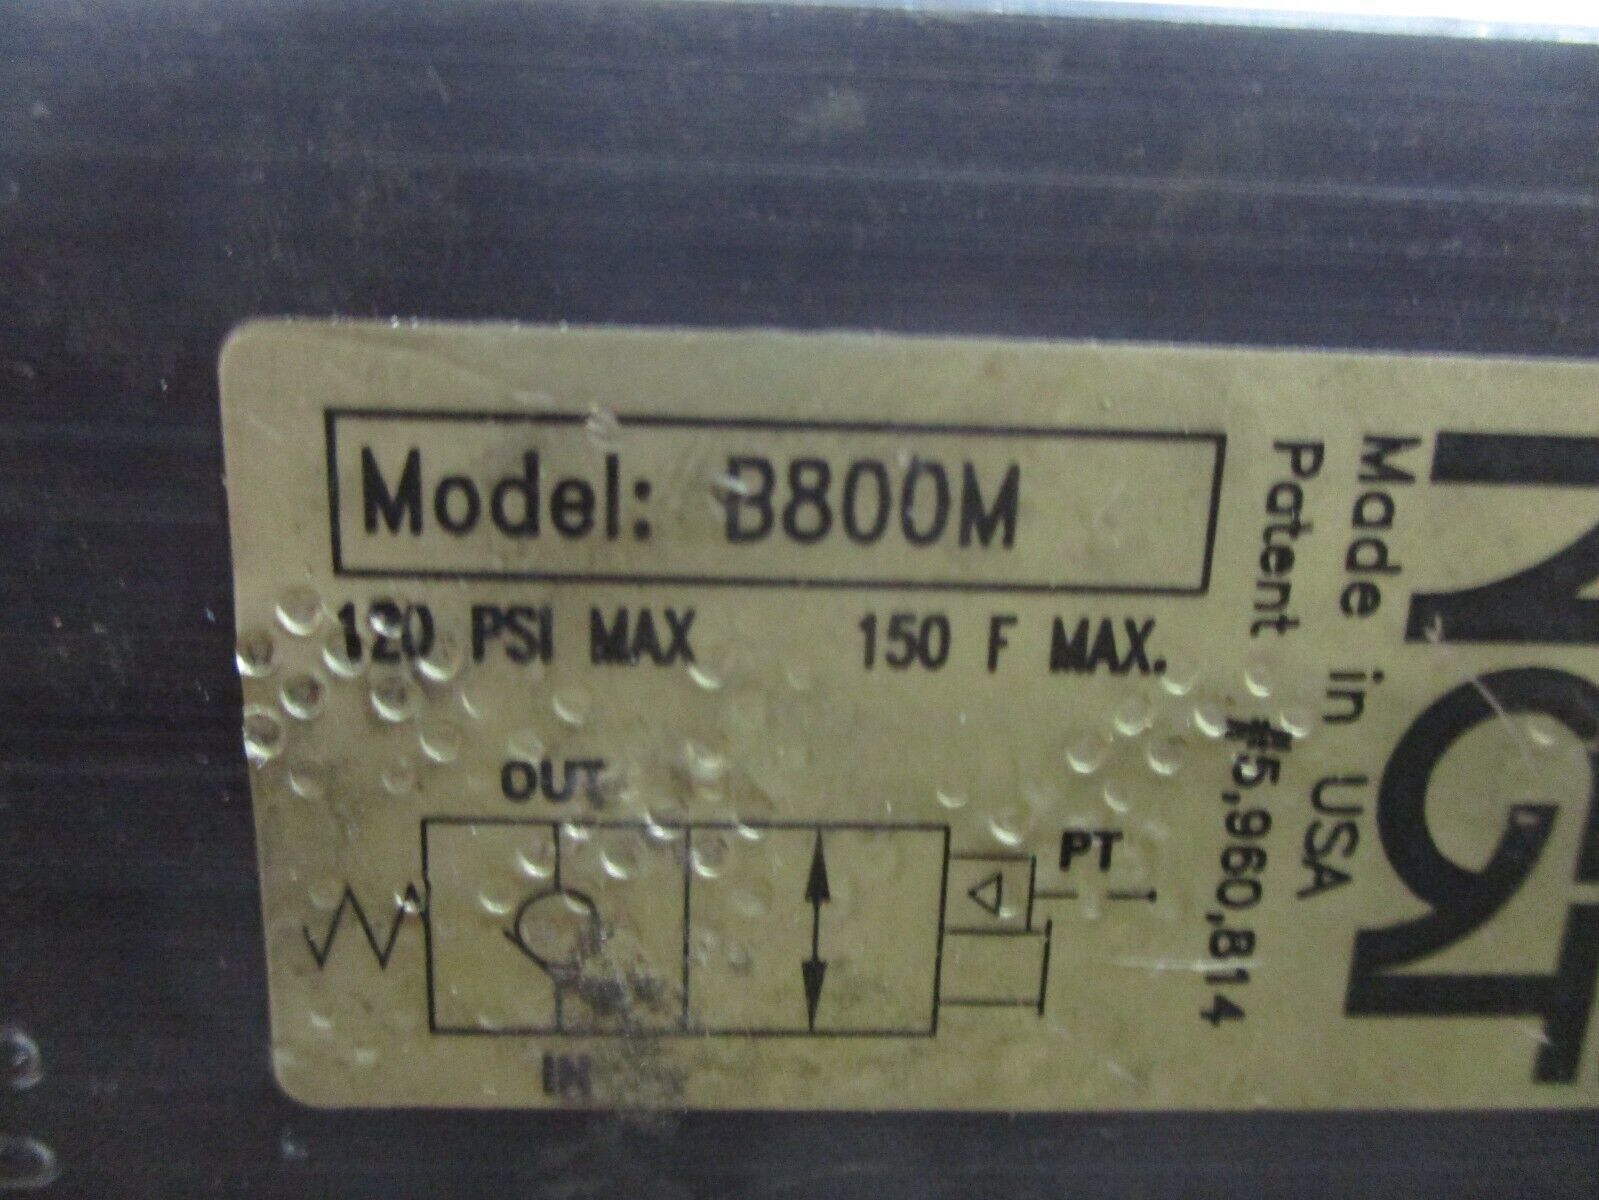 Model: B800M
120 PSI MAX 150 F MAX.
OUT
PT
IN
Made in USA
Patent #5,960,814